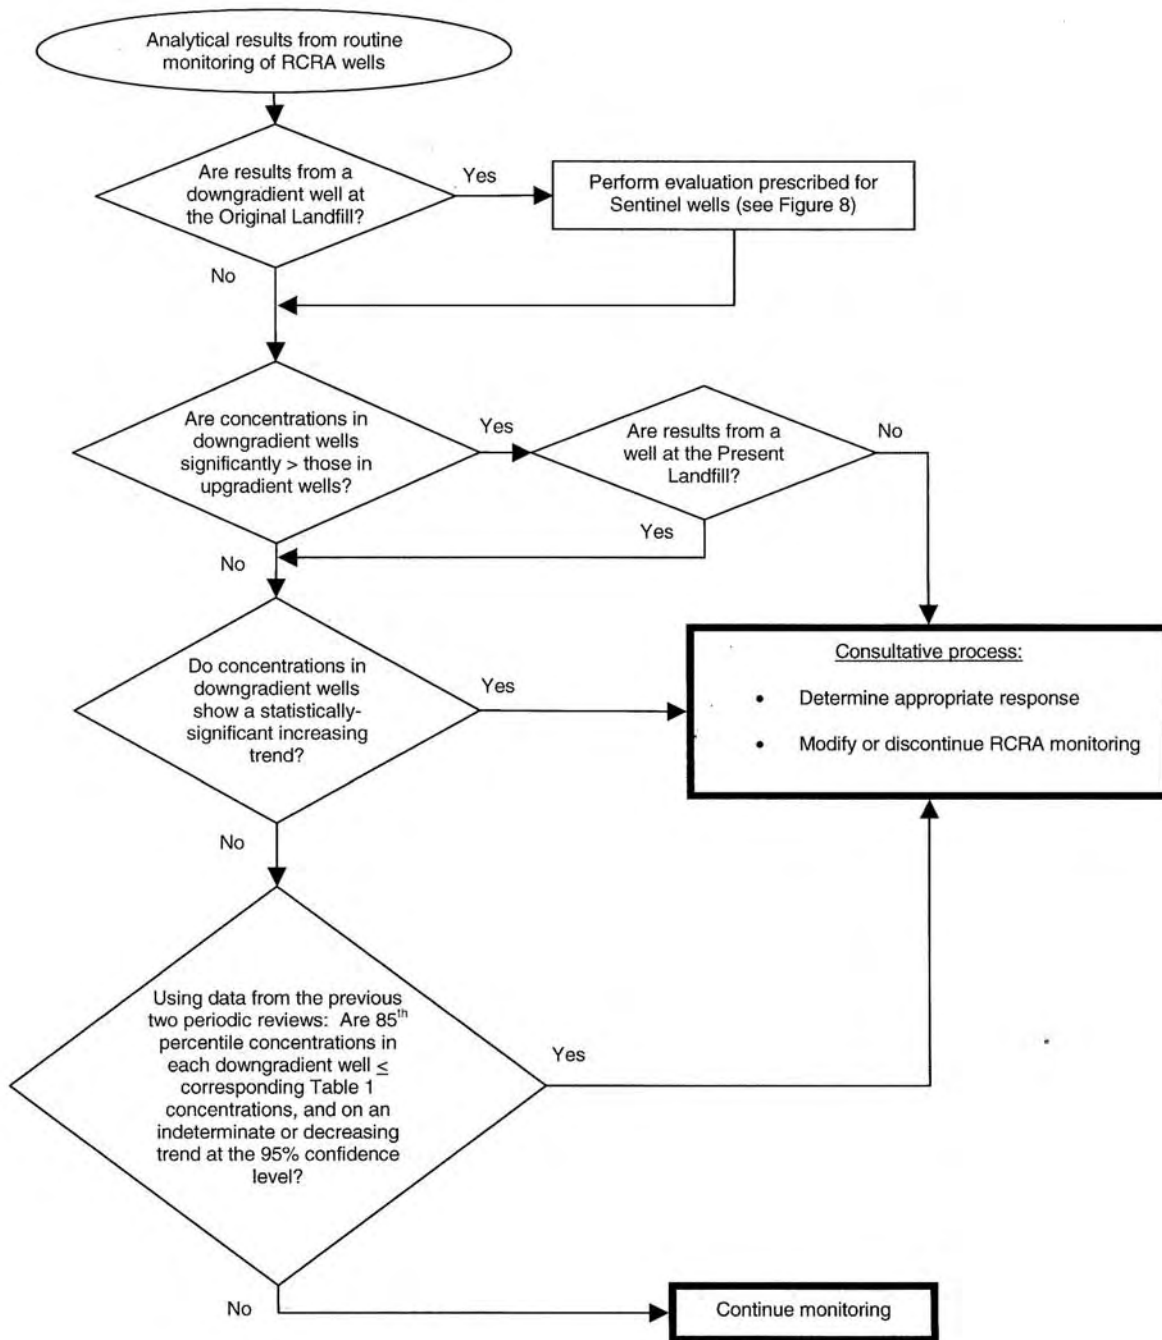 Analytical results from routine
monitoring of RCRA wells
Are results from a
downgradient well at
the Original Landfill?
Yes
Perform evaluation prescribed for
Sentinel wells (see Figure 8)
No
Are concentrations in
downgradient wells
significantly > those in
upgradient wells?
Yes
Are results from a
well at the Present
Landfill?
No
Yes
No
Do concentrations in
downgradient wells
show a statistically-
significant increasing
trend?
Yes
Consultative process:
• Determine appropriate response
• Modify or discontinue RCRA monitoring
No
Using data from the previous
two periodic reviews: Are 85th
percentile concentrations in
each downgradient well ≤
corresponding Table 1
concentrations, and on an
indeterminate or decreasing
trend at the 95% confidence
level?
Yes
No
Continue monitoring